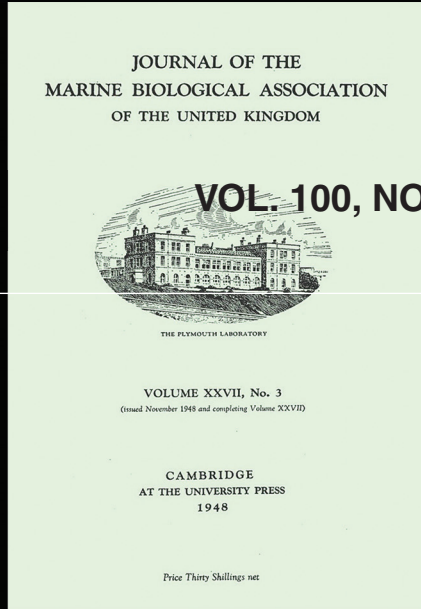 JOURNAL OF THE
MARINE BIOLOGICAL ASSOCIATION
OF THE UNITED KINGDOM
VOL. 100, NO
THE PLYMOUTH LABORATORY
VOLUME XXVII, No. 3
(issued November 1948 and completing Volume XXVII)
CAMBRIDGE
AT THE UNIVERSITY PRESS
1948
Price Thirty Shillings net